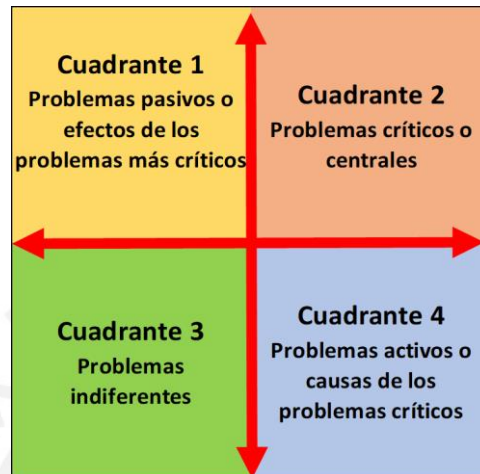 Cuadrante 1
Problemas pasivos o
efectos de los
problemas más críticos
Cuadrante 2
Problemas críticos o
centrales
Cuadrante 3
Problemas
indiferentes
Cuadrante 4
Problemas activos o
causas de los
problemas críticos